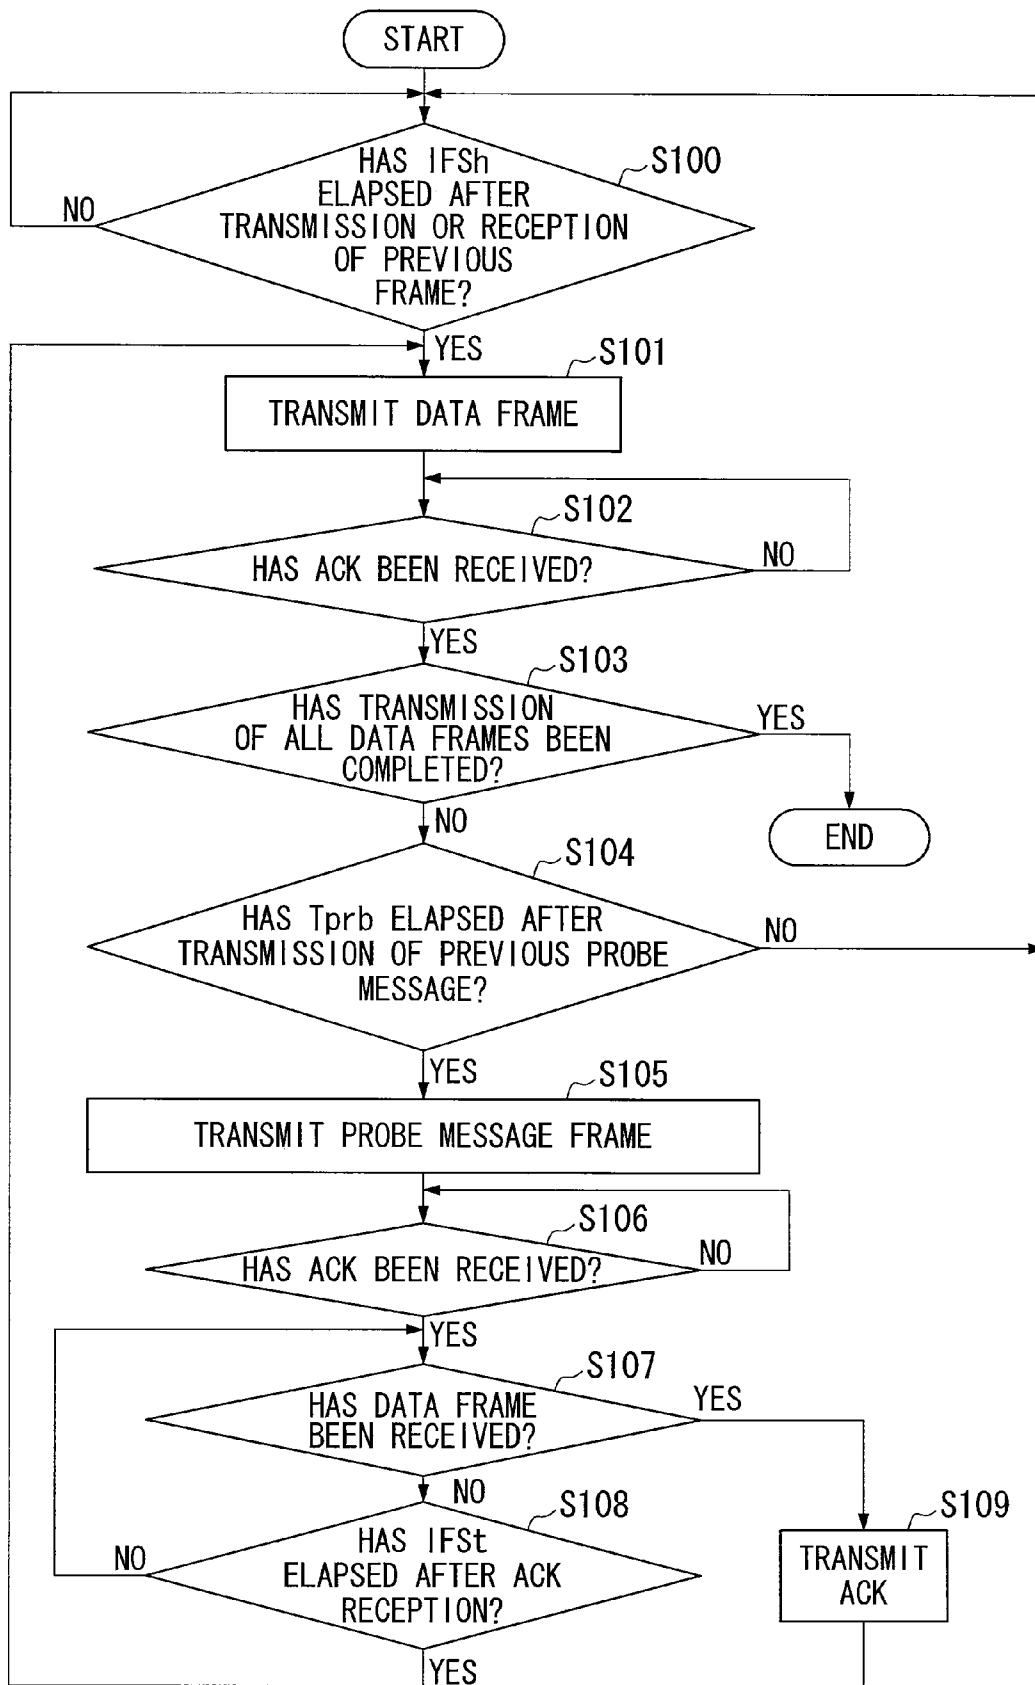 START
S100
HAS IFSh
ELAPSED AFTER
TRANSMISSION OR RECEPTION
OF PREVIOUS
FRAME?
NO
YES
S101
TRANSMIT DATA FRAME
S102
HAS ACK BEEN RECEIVED?
NO
YES
S103
HAS TRANSMISSION
OF ALL DATA FRAMES BEEN
COMPLETED?
YES
NO
END
S104
HAS Tprb ELAPSED AFTER
TRANSMISSION OF PREVIOUS PROBE
MESSAGE?
NO
YES
S105
TRANSMIT PROBE MESSAGE FRAME
S106
HAS ACK BEEN RECEIVED?
NO
YES
S107
HAS DATA FRAME
BEEN RECEIVED?
YES
NO
S108
HAS IFSt
ELAPSED AFTER ACK
RECEPTION?
NO
YES
S109
TRANSMIT
ACK